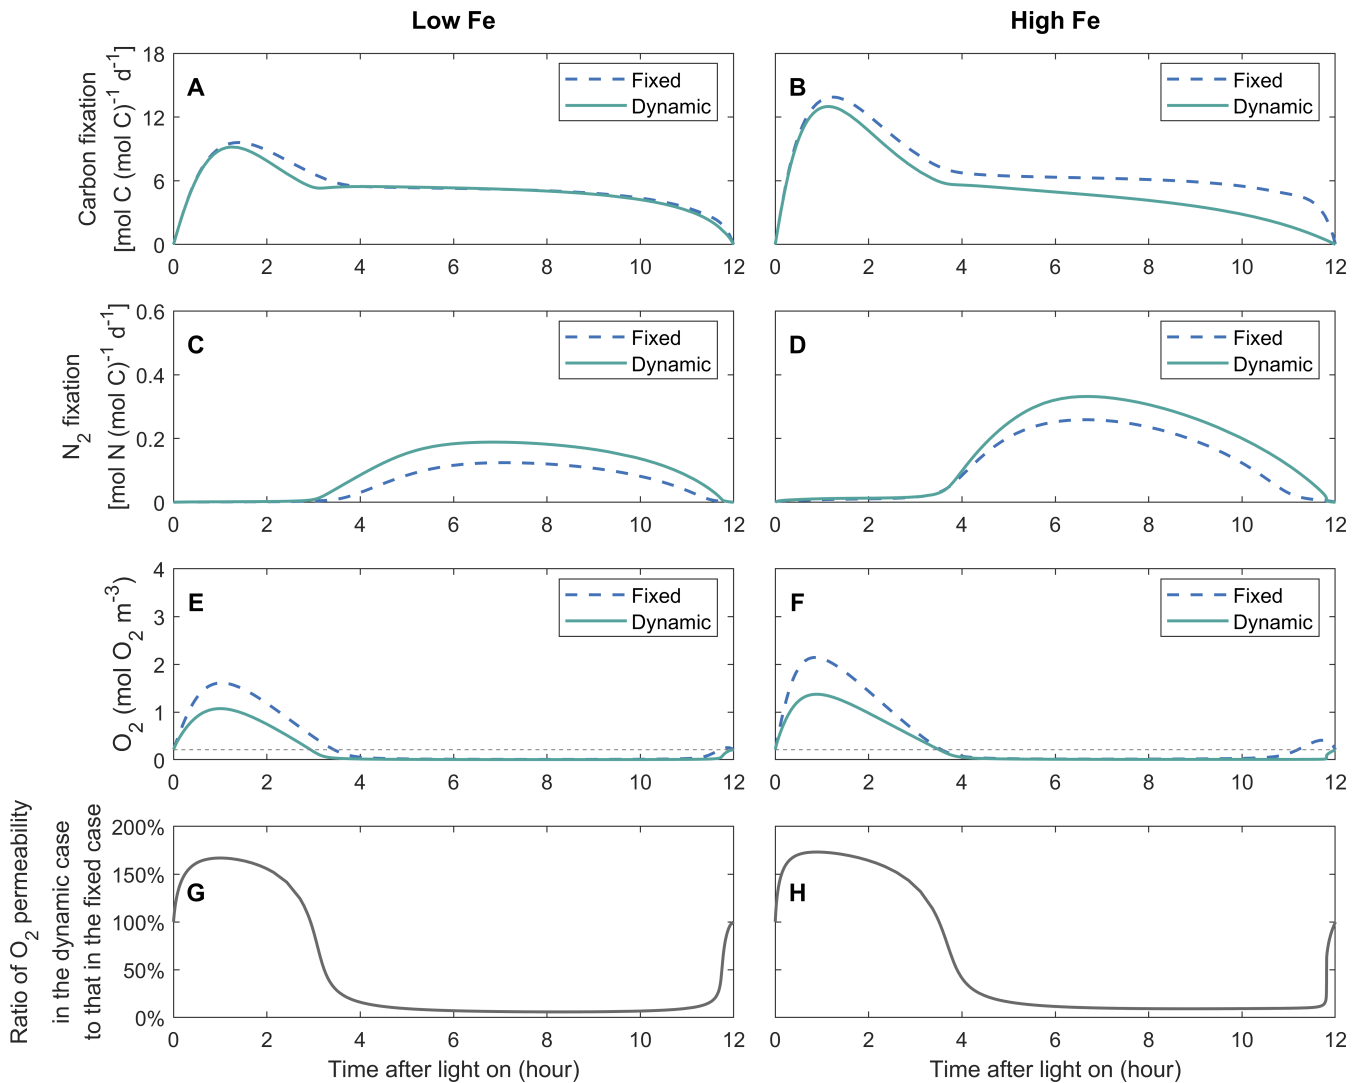 Low Fe
High Fe
Carbon fixation
[mol C (mol C)-1 d-1]
18
12
6
0
A
Fixed
Dynamic
0 2 4 6 8 10 12
B
Fixed
Dynamic
0 2 4 6 8 10 12
N2 fixation
[mol N (mol C)-1 d-1]
0.6
0.4
0.2
0
C
Fixed
Dynamic
0 2 4 6 8 10 12
D
Fixed
Dynamic
0 2 4 6 8 10 12
O2 (mol O2 m-3)
4
3
2
1
0
E
Fixed
Dynamic
0 2 4 6 8 10 12
F
Fixed
Dynamic
0 2 4 6 8 10 12
Ratio of O2 permeability
in the dynamic case
to that in the fixed case
200%
150%
100%
50%
0%
G
0 2 4 6 8 10 12
Time after light on (hour)
H
0 2 4 6 8 10 12
Time after light on (hour)